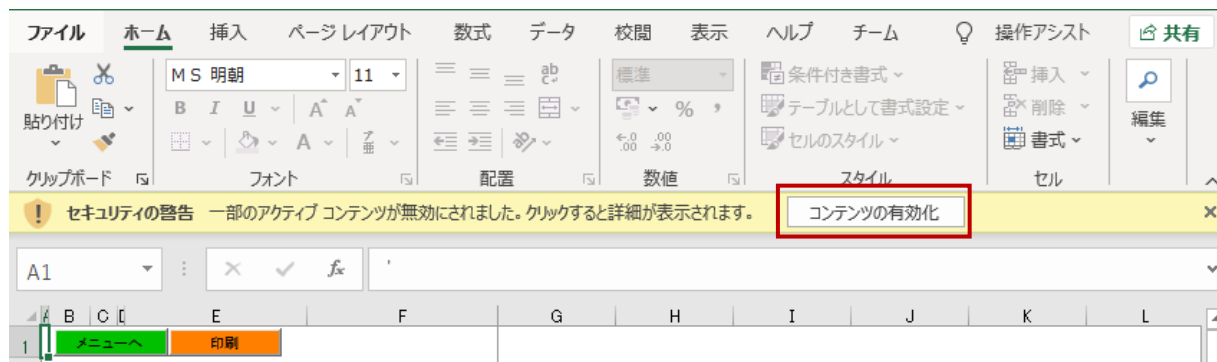 ファイル ホーム 挿入 ページ レイアウト 数式 データ 校閲 表示 ヘルプ チーム 操作アシスト 共有
MS 明朝 11 ab 標準 条件付き書式 挿入
貼り付け B I U A A % , テーブルとして書式設定 削除 編集
A ア亜 .00 .0 セルのスタイル 書式
クリップボード フォント 配置 数値 スタイル セル
! セキュリティの警告 一部のアクティブ コンテンツが無効にされました。クリックすると詳細が表示されます。 コンテンツの有効化 ×
A1 fx '
A B C D E F G H I J K L
1 メニューへ 印刷